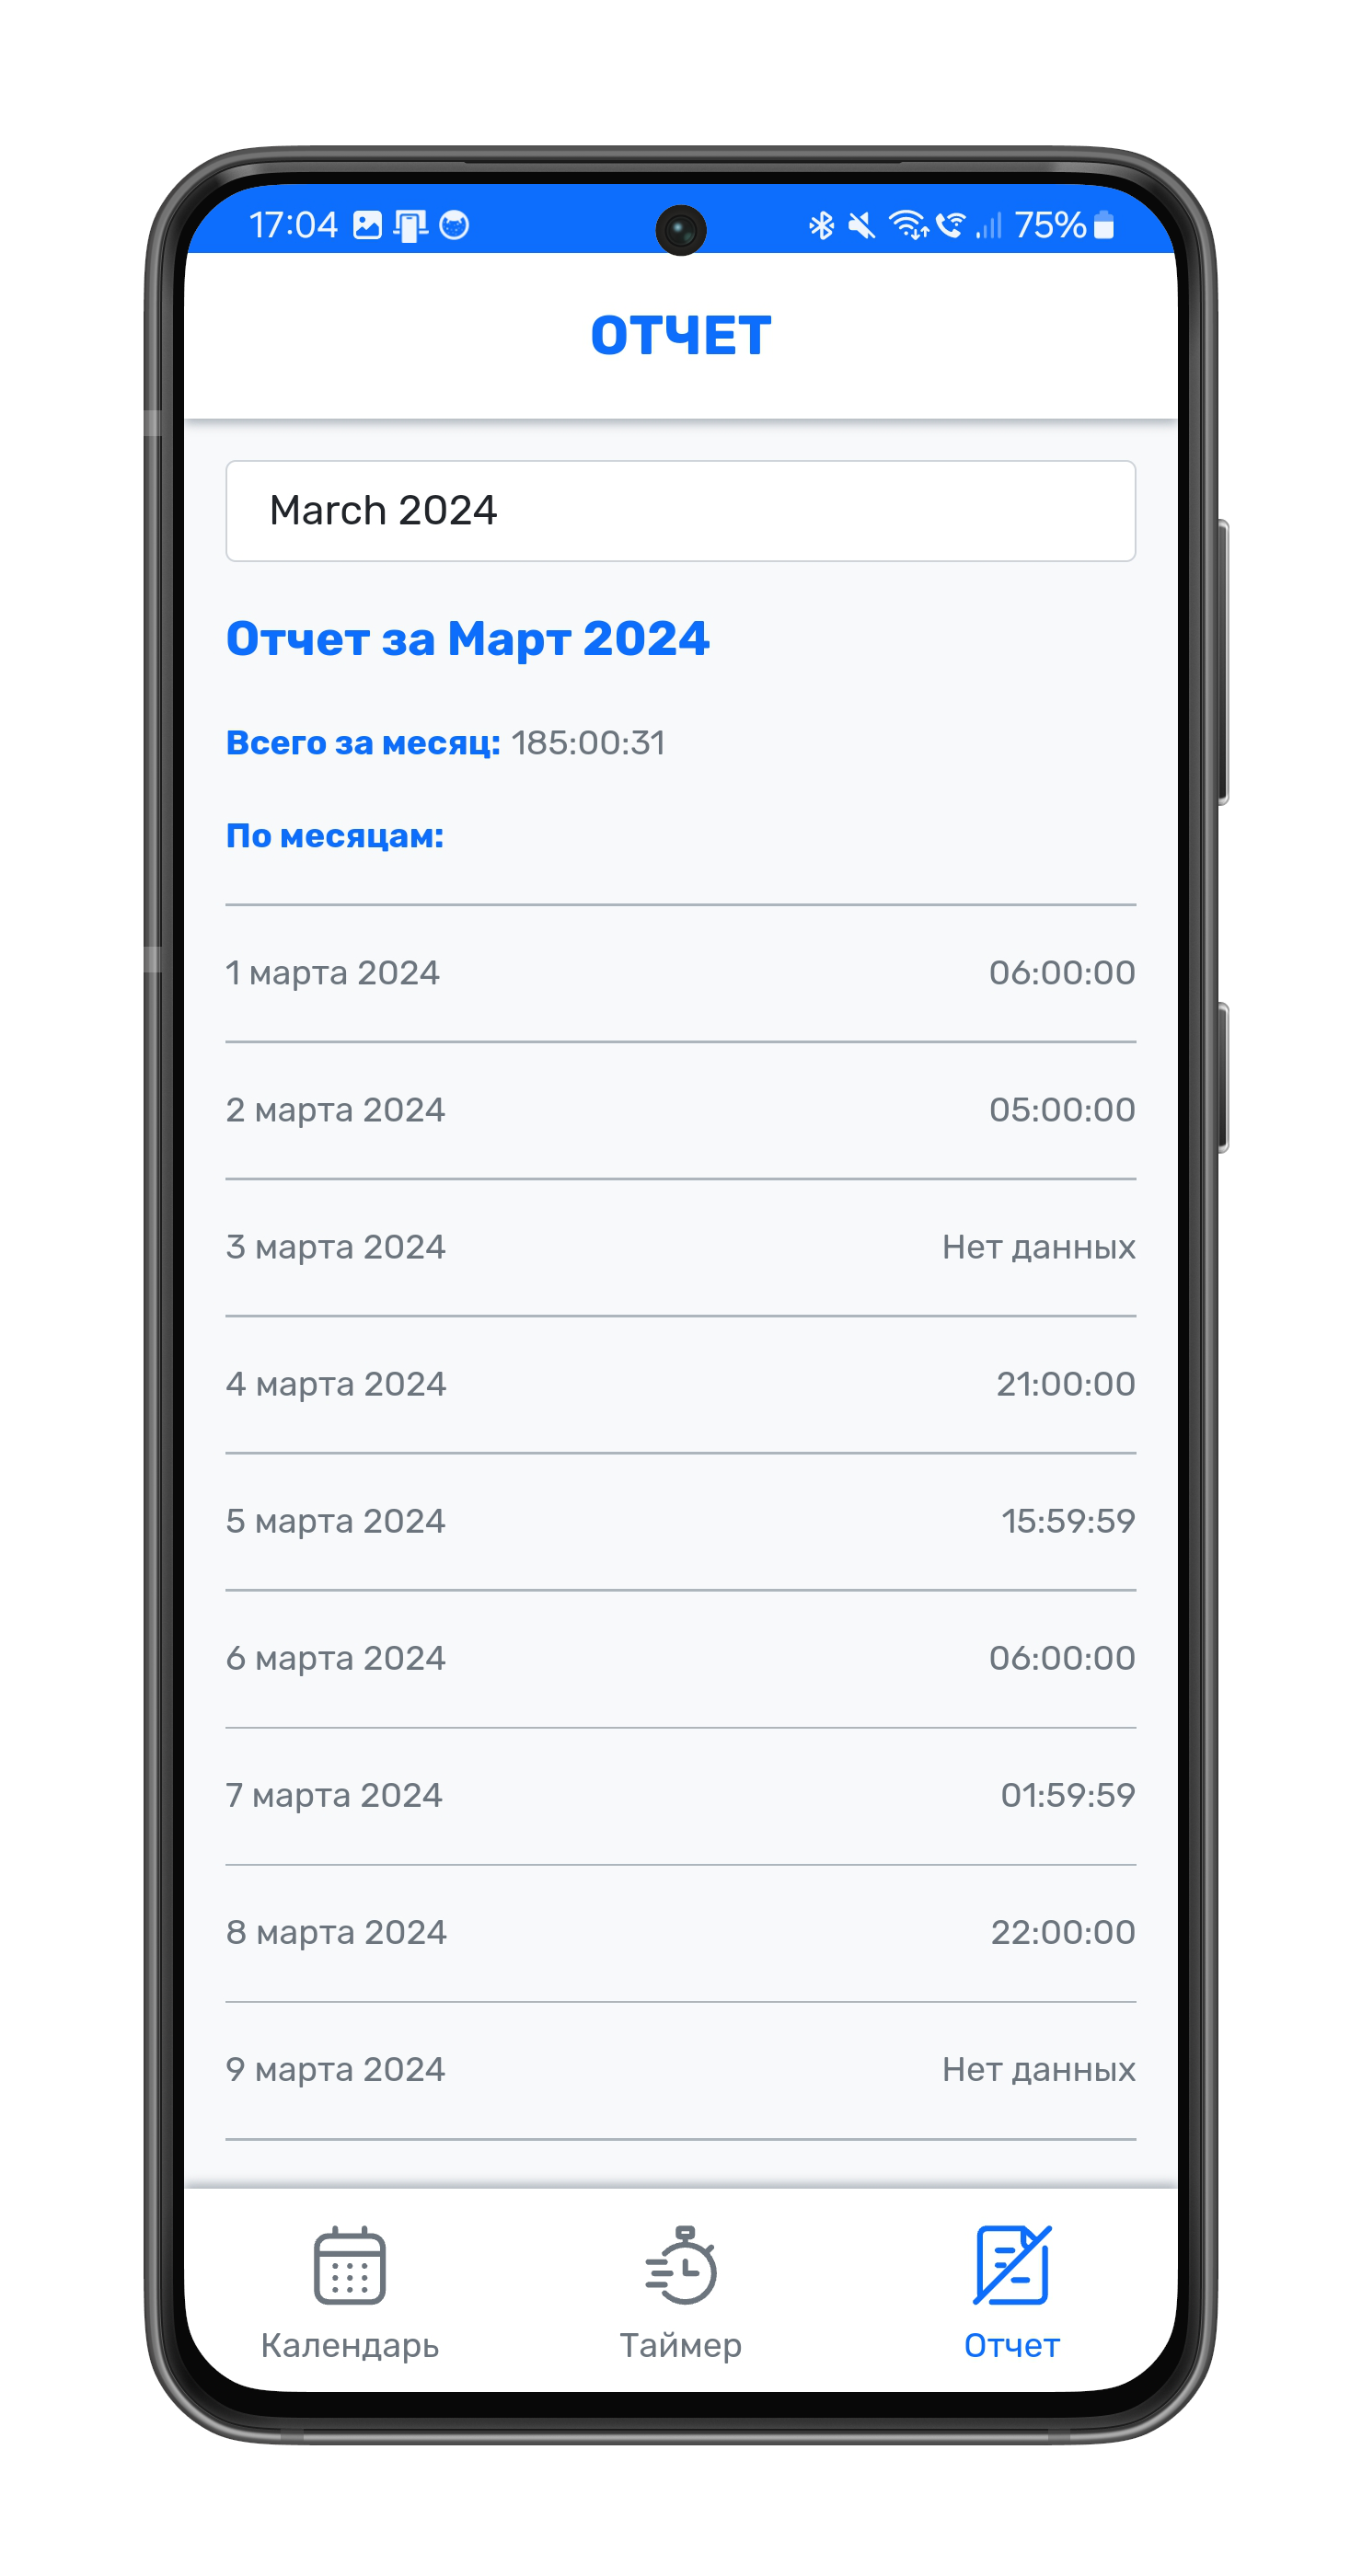 17:04 75%
ОТЧЕТ
March 2024
Отчет за Март 2024
Всего за месяц: 185:00:31
По месяцам:
1 марта 2024 06:00:00
2 марта 2024 05:00:00
3 марта 2024 Нет данных
4 марта 2024 21:00:00
5 марта 2024 15:59:59
6 марта 2024 06:00:00
7 марта 2024 01:59:59
8 марта 2024 22:00:00
9 марта 2024 Нет данных
Календарь Таймер Отчет